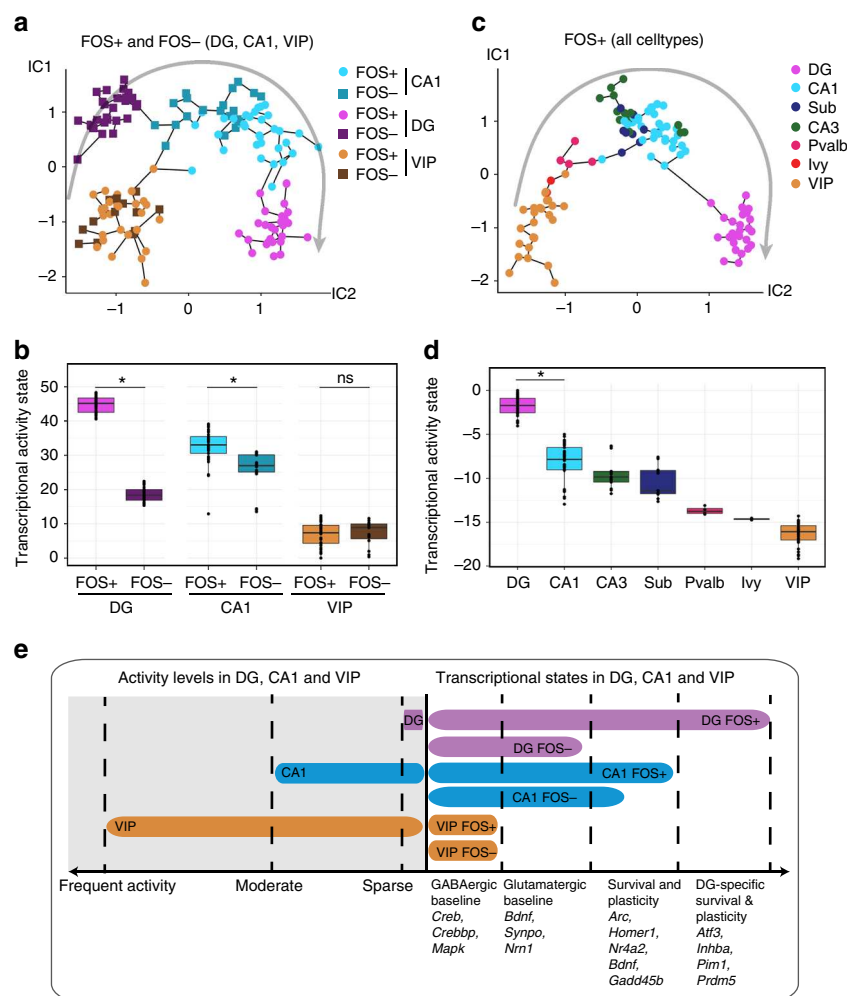 a
FOS+ and FOS– (DG, CA1, VIP)
IC1
1
0
–1
–2
–1
0
1
IC2
FOS+
FOS–
CA1
FOS+
FOS–
DG
FOS+
FOS–
VIP
c
FOS+ (all celltypes)
IC1
1
0
–1
–2
–1
0
1
IC2
DG
CA1
Sub
CA3
Pvalb
Ivy
VIP
b
Transcriptional activity state
50
40
30
20
10
0
*
*
ns
FOS+ FOS– FOS+ FOS– FOS+ FOS–
DG CA1 VIP
d
Transcriptional activity state
0
–5
–10
–15
–20
*
DG CA1 CA3 Sub Pvalb Ivy VIP
e
Activity levels in DG, CA1 and VIP
Transcriptional states in DG, CA1 and VIP
DG
DG FOS+
DG FOS–
CA1
CA1 FOS+
CA1 FOS–
VIP
VIP FOS+
VIP FOS–
Frequent activity
Moderate
Sparse
GABAergic
baseline
Creb,
Crebbp,
Mapk
Glutamatergic
baseline
Bdnf,
Synpo,
Nrn1
Survival and
plasticity
Arc,
Homer1,
Nr4a2,
Bdnf,
Gadd45b
DG-specific
survival &
plasticity
Atf3,
Inhba,
Pim1,
Prdm5